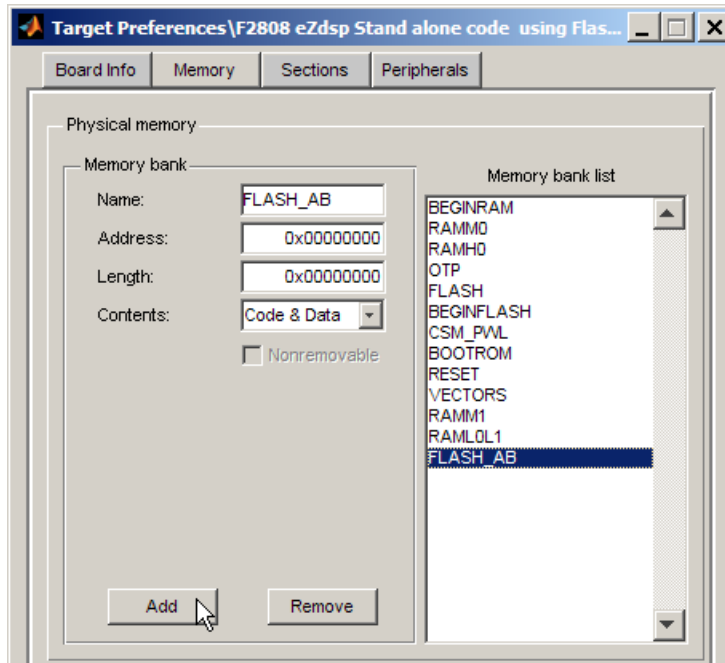 Target Preferences\F2808 eZdsp Stand alone code using Flas...
Board Info Memory Sections Peripherals
Physical memory
Memory bank
Name: FLASH_AB
Address: 0x00000000
Length: 0x00000000
Contents: Code & Data
Nonremovable
Add Remove
Memory bank list
BEGINRAM
RAMM0
RAMH0
OTP
FLASH
BEGINFLASH
CSM_PWL
BOOTROM
RESET
VECTORS
RAMM1
RAML0L1
FLASH_AB